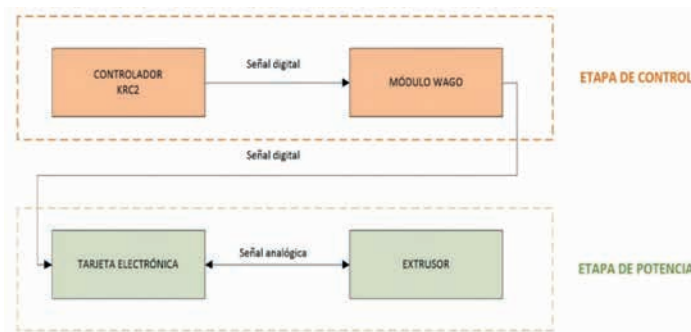 Señal digital
CONTROLADOR
KRC2
MÓDULO WAGO
ETAPA DE CONTROL
Señal digital
Señal analógica
TARJETA ELECTRÓNICA
EXTRUSOR
ETAPA DE POTENCIA